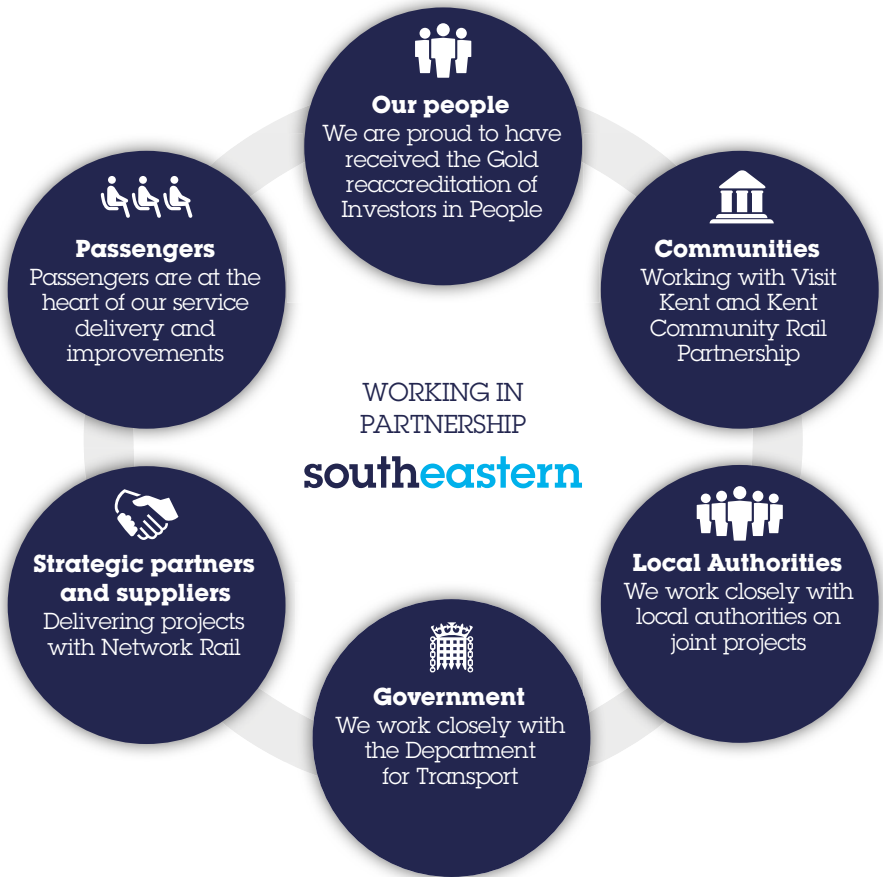 Our people
We are proud to have
received the Gold
reaccreditation of
Investors in People
Passengers
Passengers are at the
heart of our service
delivery and
improvements
Communities
Working with Visit
Kent and Kent
Community Rail
Partnership
WORKING IN
PARTNERSHIP
southeastern
Strategic partners
and suppliers
Delivering projects
with Network Rail
Local Authorities
We work closely with
local authorities on
joint projects
Government
We work closely with
the Department
for Transport